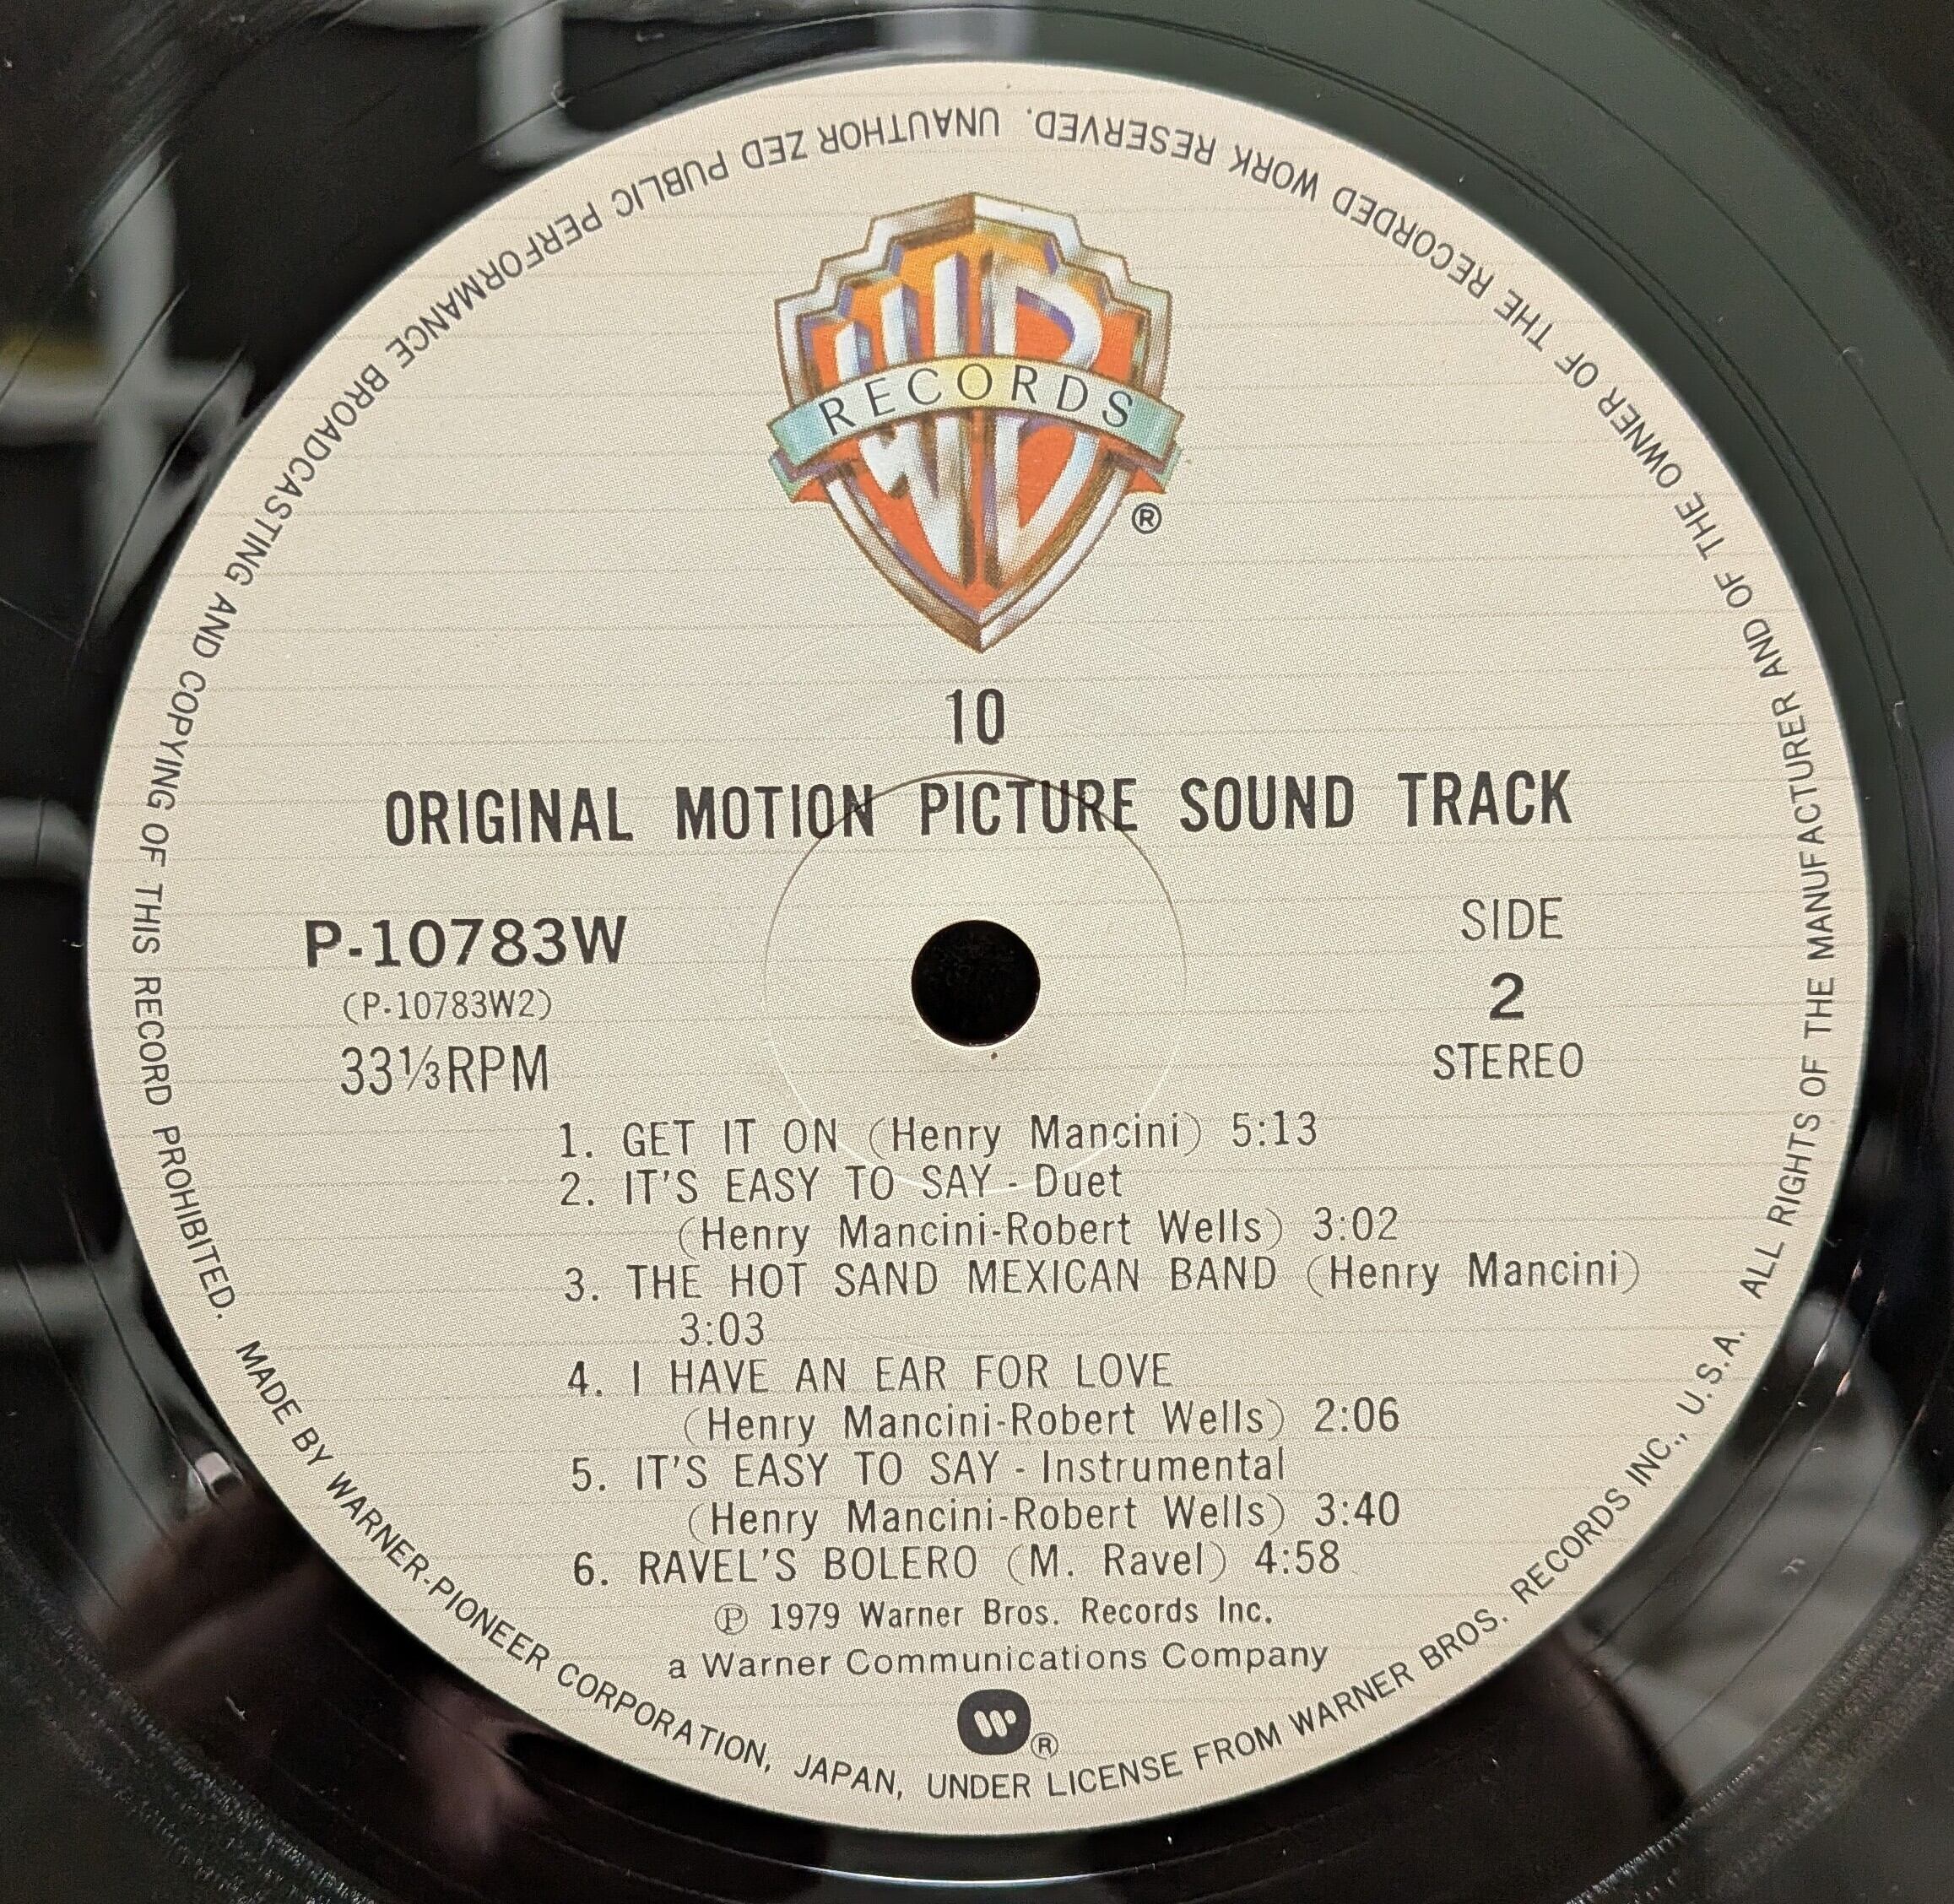 WB
RECORDS
®
10
ORIGINAL MOTION PICTURE SOUND TRACK
P-10783W
(P-10783W2)
33⅓RPM
SIDE
2
STEREO
1. GET IT ON (Henry Mancini) 5:13
2. IT'S EASY TO SAY - Duet
(Henry Mancini-Robert Wells) 3:02
3. THE HOT SAND MEXICAN BAND (Henry Mancini)
3:03
4. I HAVE AN EAR FOR LOVE
(Henry Mancini-Robert Wells) 2:06
5. IT'S EASY TO SAY - Instrumental
(Henry Mancini-Robert Wells) 3:40
6. RAVEL'S BOLERO (M. Ravel) 4:58
℗ 1979 Warner Bros. Records Inc.
a Warner Communications Company
W ®
MADE BY WARNER-PIONEER CORPORATION, JAPAN, UNDER LICENSE FROM WARNER BROS. RECORDS INC., U.S.A. ALL RIGHTS OF THE MANUFACTURER AND OF THE OWNER OF THE RECORDED WORK RESERVED. UNAUTHOR ZED PUBLIC PERFORMANCE BROADCASTING AND COPYING OF THIS RECORD PROHIBITED.